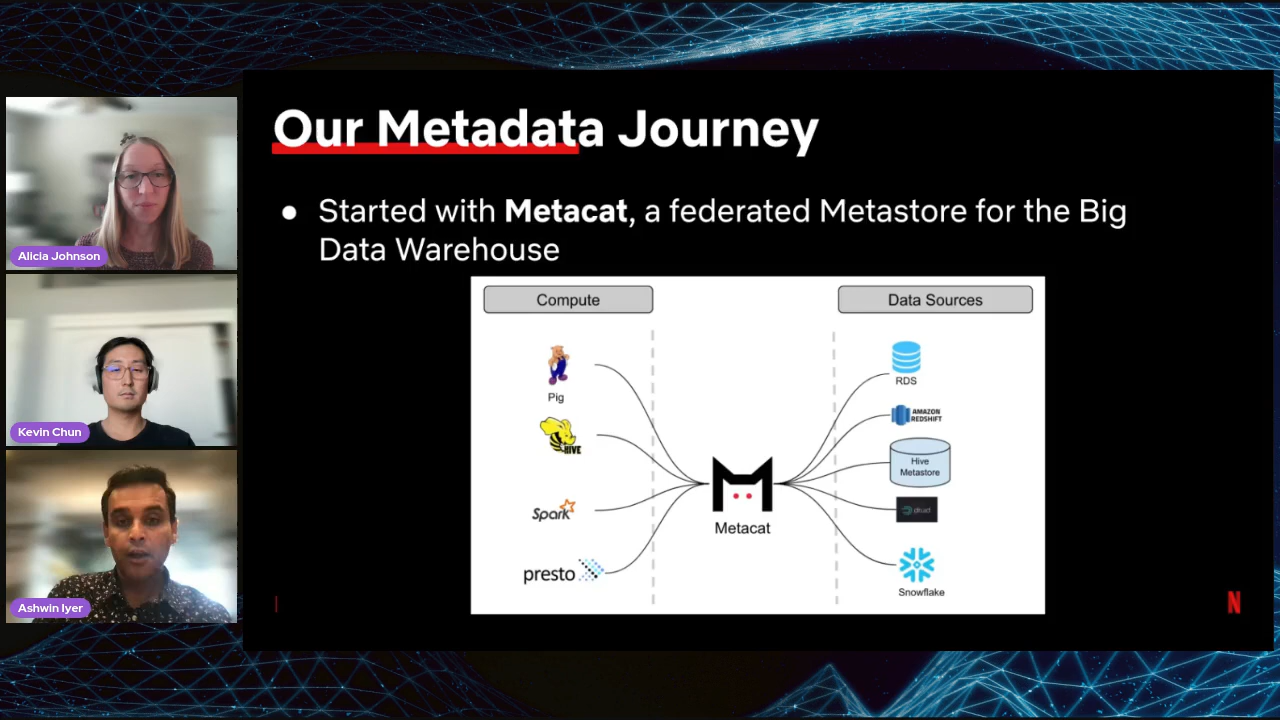 Our Metadata Journey
● Started with Metacat, a federated Metastore for the Big
Data Warehouse
Compute
Data Sources
Pig
HIVE
Spark
presto
Metacat
RDS
AMAZON
REDSHIFT
Hive
Metastore
druid
Snowflake
N
Alicia Johnson
Kevin Chun
Ashwin Iyer